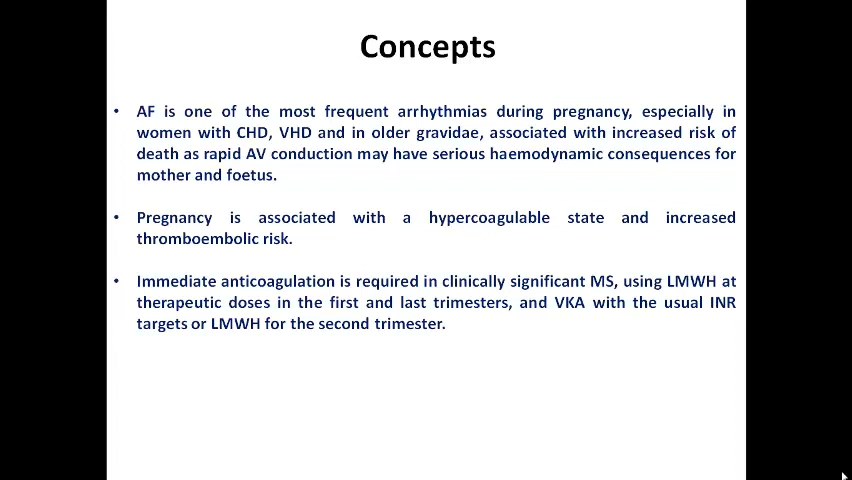 Concepts
• AF is one of the most frequent arrhythmias during pregnancy, especially in
women with CHD, VHD and in older gravidae, associated with increased risk of
death as rapid AV conduction may have serious haemodynamic consequences for
mother and foetus.
• Pregnancy is associated with a hypercoagulable state and increased
thromboembolic risk.
• Immediate anticoagulation is required in clinically significant MS, using LMWH at
therapeutic doses in the first and last trimesters, and VKA with the usual INR
targets or LMWH for the second trimester.